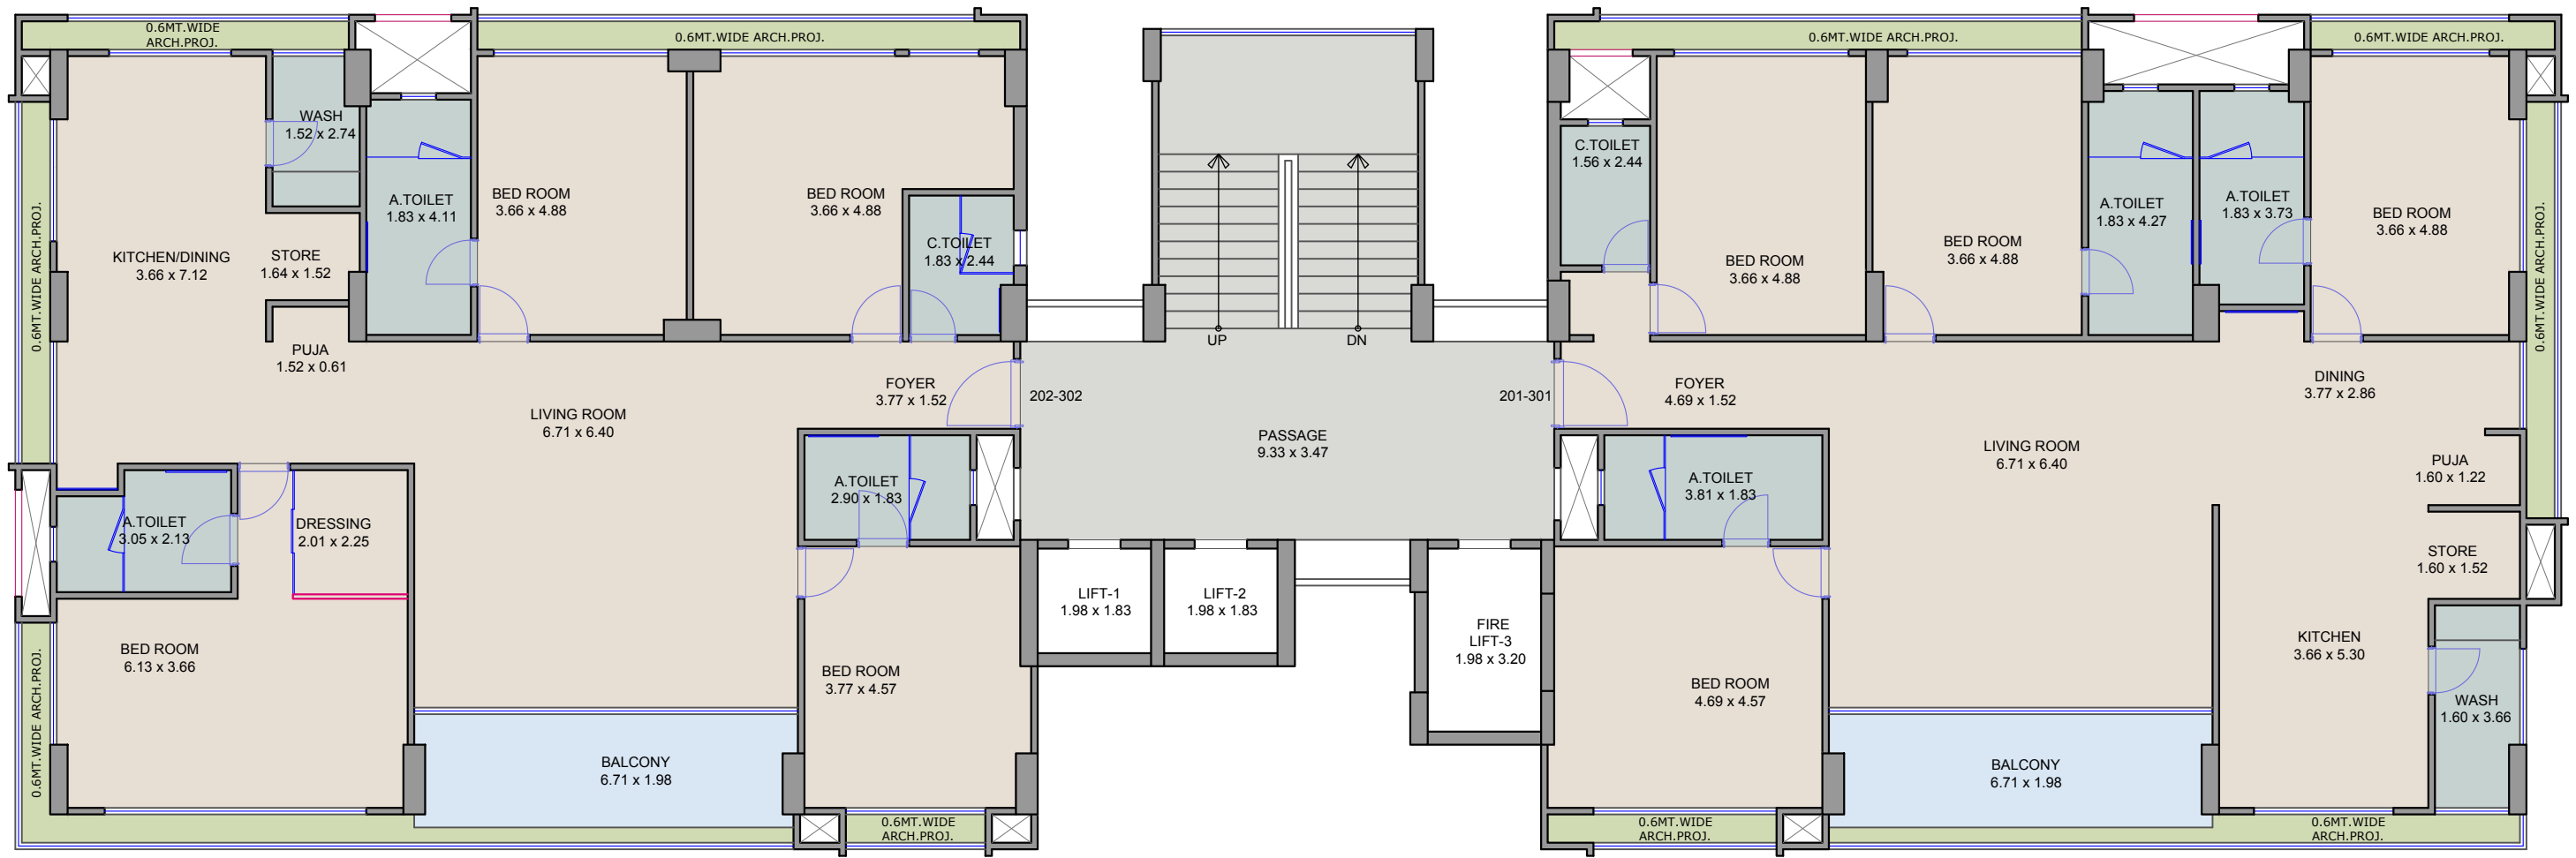 0.6MT.WIDE
ARCH.PROJ.
0.6MT.WIDE ARCH.PROJ.
0.6MT.WIDE ARCH.PROJ.
0.6MT.WIDE ARCH.PROJ.
WASH
1.52 x 2.74
C.TOILET
1.56 x 2.44
A.TOILET
1.83 x 4.11
BED ROOM
3.66 x 4.88
BED ROOM
3.66 x 4.88
A.TOILET
1.83 x 4.27
A.TOILET
1.83 x 3.73
BED ROOM
3.66 x 4.88
0.6MT.WIDE ARCH.PROJ.
KITCHEN/DINING
3.66 x 7.12
STORE
1.64 x 1.52
C.TOILET
1.83 x 2.44
BED ROOM
3.66 x 4.88
BED ROOM
3.66 x 4.88
0.6MT.WIDE ARCH.PROJ.
UP
DN
PUJA
1.52 x 0.61
FOYER
3.77 x 1.52
202-302
201-301
FOYER
4.69 x 1.52
DINING
3.77 x 2.86
LIVING ROOM
6.71 x 6.40
PASSAGE
9.33 x 3.47
LIVING ROOM
6.71 x 6.40
PUJA
1.60 x 1.22
A.TOILET
2.90 x 1.83
A.TOILET
3.81 x 1.83
A.TOILET
3.05 x 2.13
DRESSING
2.01 x 2.25
STORE
1.60 x 1.52
LIFT-1
1.98 x 1.83
LIFT-2
1.98 x 1.83
FIRE
LIFT-3
1.98 x 3.20
KITCHEN
3.66 x 5.30
BED ROOM
6.13 x 3.66
BED ROOM
3.77 x 4.57
BED ROOM
4.69 x 4.57
WASH
1.60 x 3.66
0.6MT.WIDE ARCH.PROJ.
BALCONY
6.71 x 1.98
BALCONY
6.71 x 1.98
0.6MT.WIDE
ARCH.PROJ.
0.6MT.WIDE
ARCH.PROJ.
0.6MT.WIDE
ARCH.PROJ.